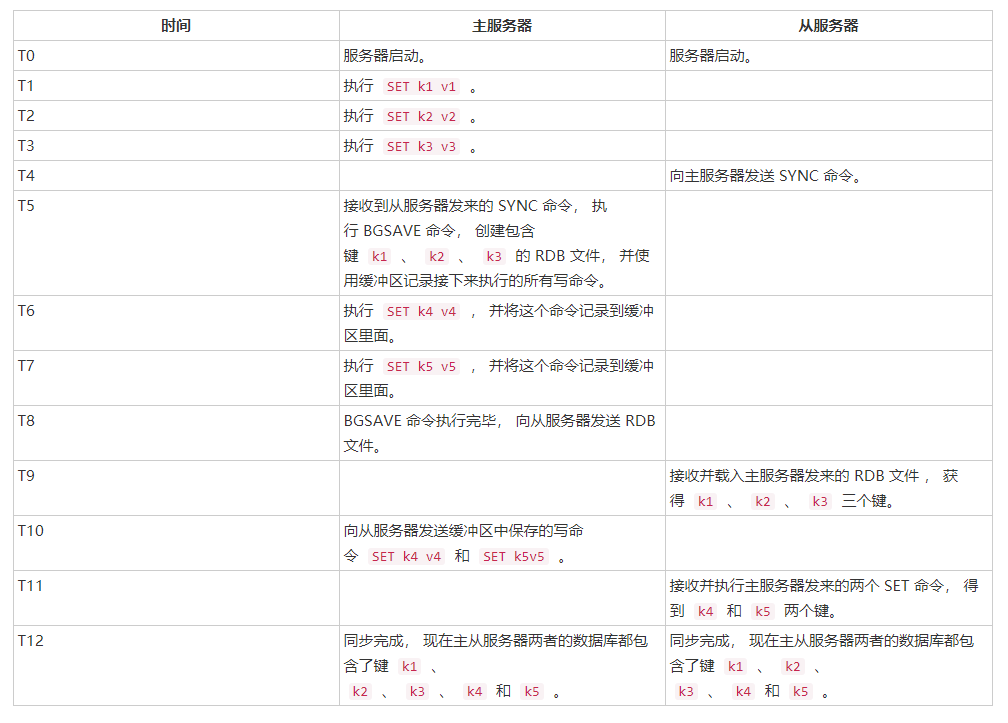 时间 主服务器 从服务器
T0 服务器启动。 服务器启动。
T1 执行 SET k1 v1 。
T2 执行 SET k2 v2 。
T3 执行 SET k3 v3 。
T4 向主服务器发送 SYNC 命令。
T5 接收到从服务器发来的 SYNC 命令， 执
行 BGSAVE 命令， 创建包含
键 k1 、 k2 、 k3 的 RDB 文件， 并使
用缓冲区记录接下来执行的所有写命令。
T6 执行 SET k4 v4 ， 并将这个命令记录到缓冲
区里面。
T7 执行 SET k5 v5 ， 并将这个命令记录到缓冲
区里面。
T8 BGSAVE 命令执行完毕， 向从服务器发送 RDB
文件。
T9 接收并载入主服务器发来的 RDB 文件 ， 获
得 k1 、 k2 、 k3 三个键。
T10 向从服务器发送缓冲区中保存的写命
令 SET k4 v4 和 SET k5v5 。
T11 接收并执行主服务器发来的两个 SET 命令， 得
到 k4 和 k5 两个键。
T12 同步完成， 现在主从服务器两者的数据库都包 同步完成， 现在主从服务器两者的数据库都包
含了键 k1 、 含了键 k1 、 k2 、
k2 、 k3 、 k4 和 k5 。 k3 、 k4 和 k5 。